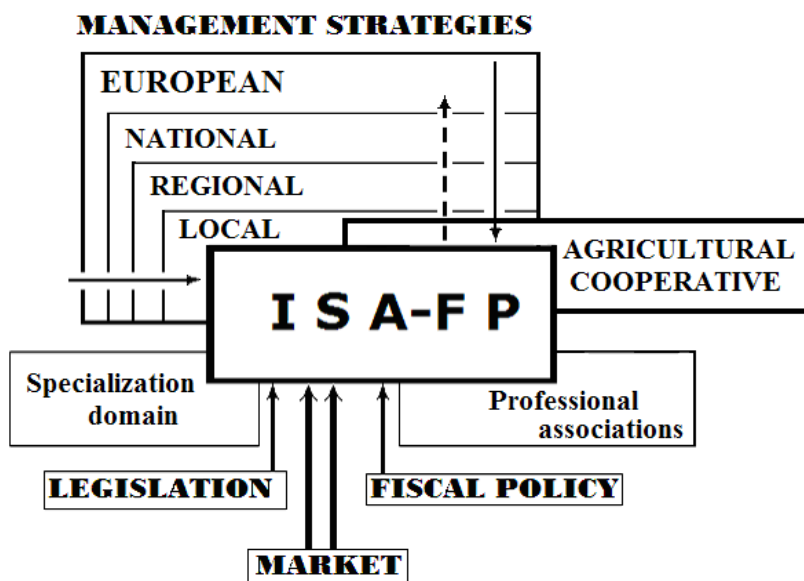 MANAGEMENT STRATEGIES
EUROPEAN
NATIONAL
REGIONAL
LOCAL
AGRICULTURAL
COOPERATIVE
I S A-F P
Specialization
domain
Professional
associations
LEGISLATION
FISCAL POLICY
MARKET